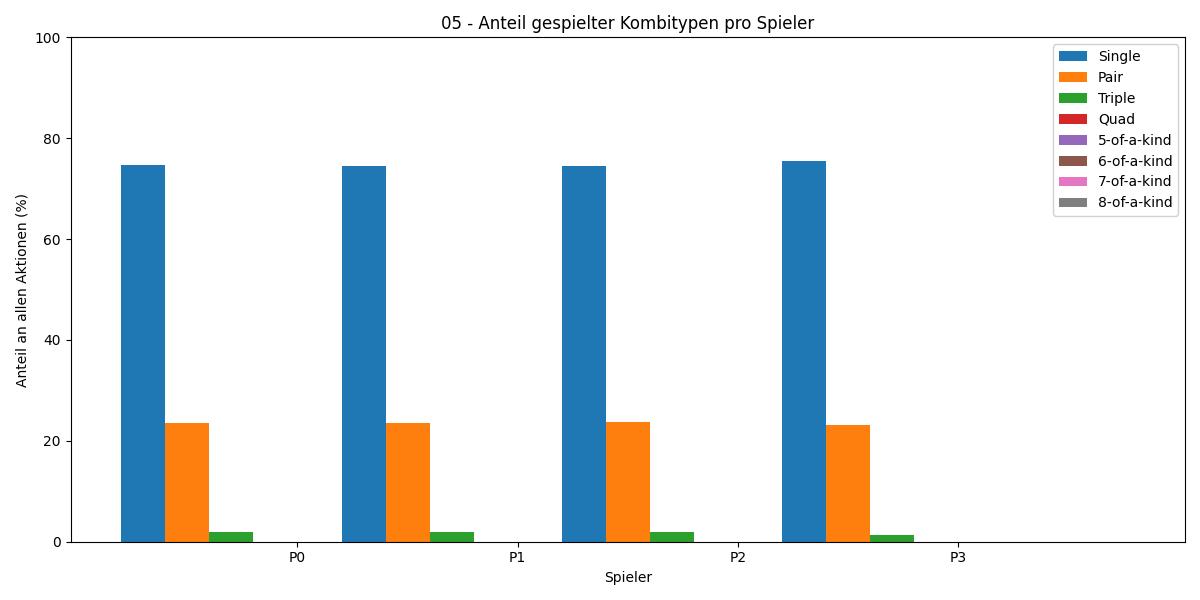 05 - Anteil gespielter Kombitypen pro Spieler
100
80
60
40
20
0
Anteil an allen Aktionen (%)
Single
Pair
Triple
Quad
5-of-a-kind
6-of-a-kind
7-of-a-kind
8-of-a-kind
P0
P1
P2
P3
Spieler